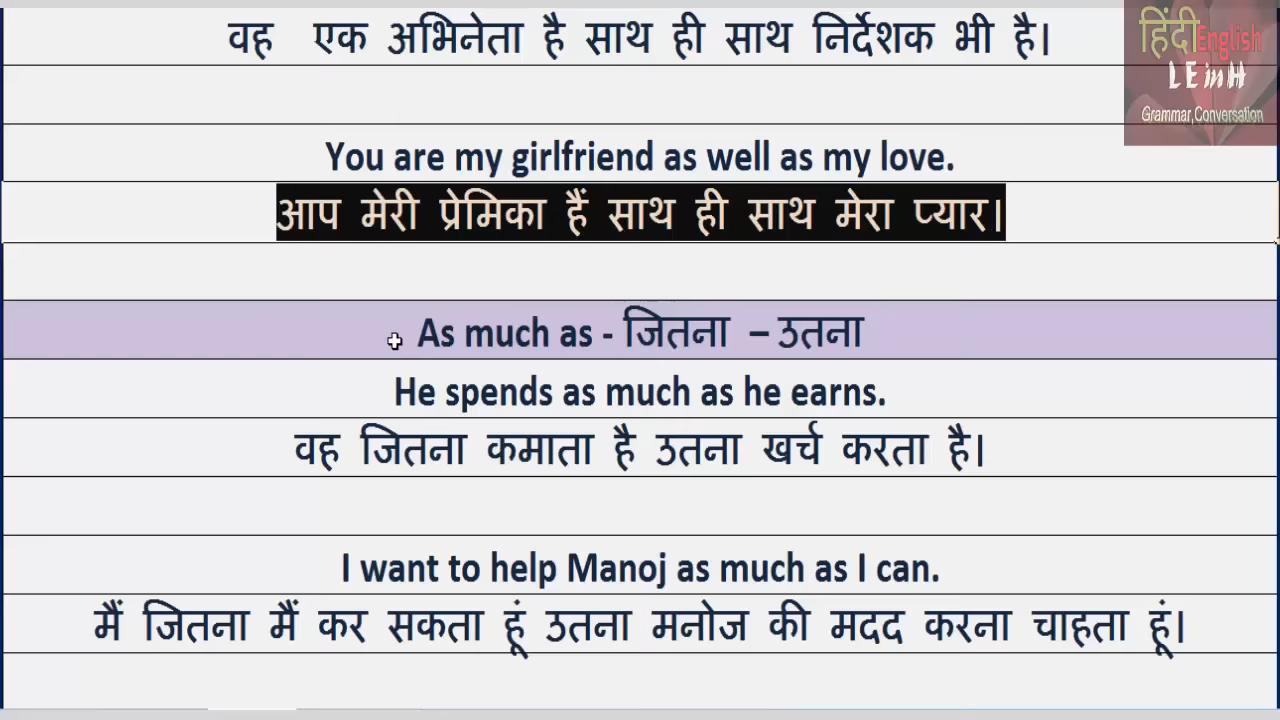 वह एक अभिनेता है साथ ही साथ निर्देशक भी है।
हिंदी English
LE in H
Grammar,Conversation
You are my girlfriend as well as my love.
आप मेरी प्रेमिका हैं साथ ही साथ मेरा प्यार।
As much as - जितना – उतना
He spends as much as he earns.
वह जितना कमाता है उतना खर्च करता है।
I want to help Manoj as much as I can.
मैं जितना मैं कर सकता हूं उतना मनोज की मदद करना चाहता हूं।